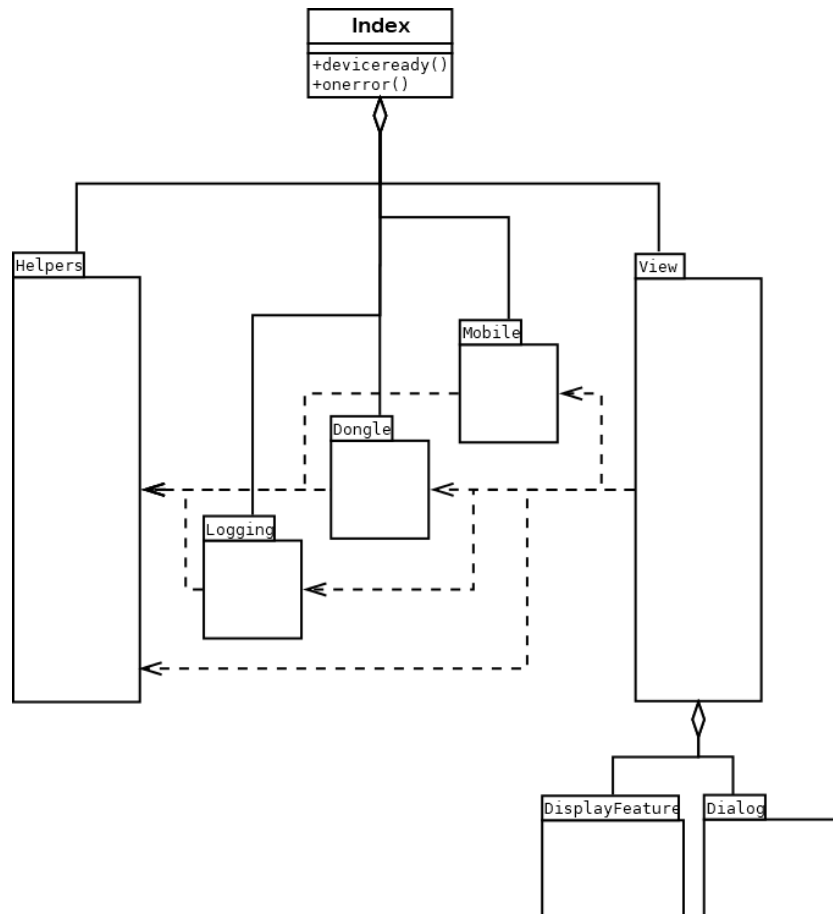 Index
+deviceready()
+onerror()
Helpers
View
Mobile
Dongle
Logging
DisplayFeature
Dialog